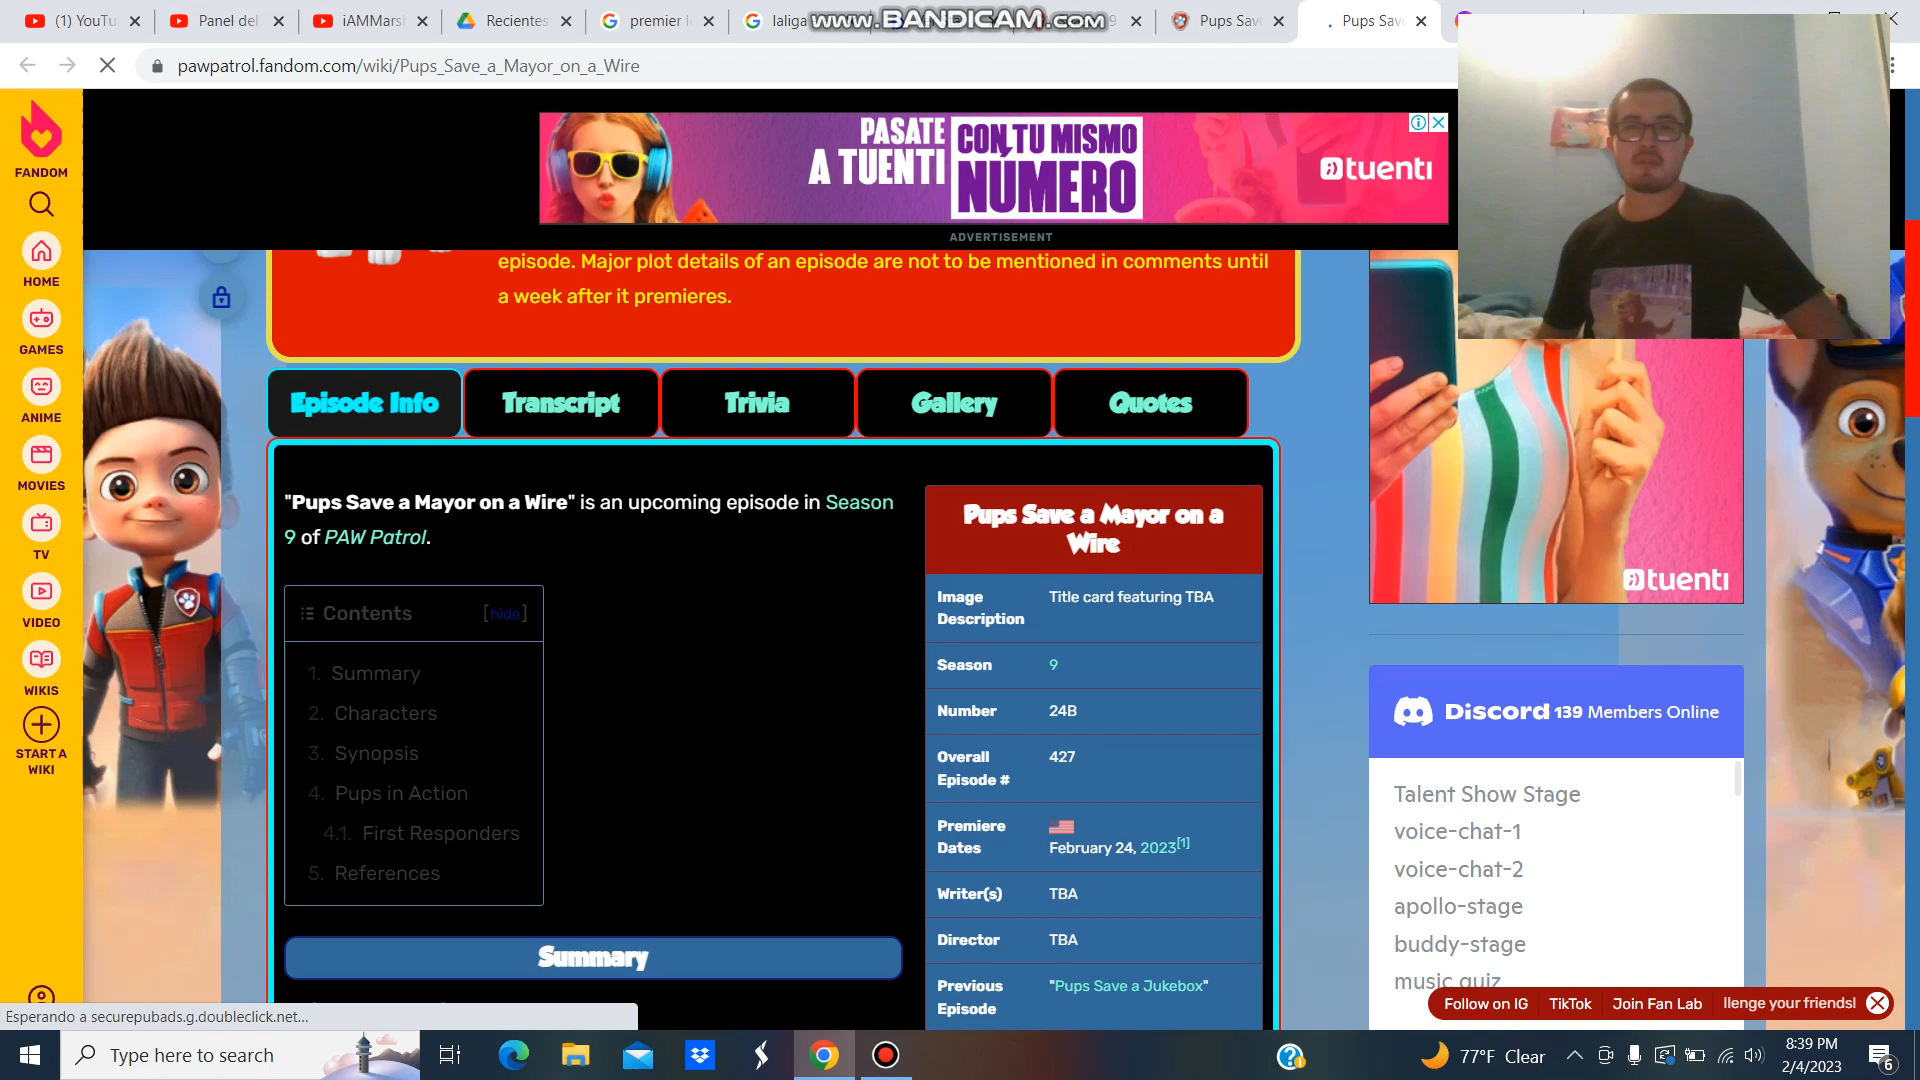 (1) YouTu
Panel del
iAMMars
Recientes
premier l
laliga
www.BANDICAM.com
9
Pups Sav
Pups Sav
pawpatrol.fandom.com/wiki/Pups_Save_a_Mayor_on_a_Wire
FANDOM
HOME
GAMES
ANIME
MOVIES
TV
VIDEO
WIKIS
START A
WIKI
PASATE
A TUENTI
CON TU MISMO
NÚMERO
tuenti
ADVERTISEMENT
episode. Major plot details of an episode are not to be mentioned in comments until
a week after it premieres.
Episode Info
Transcript
Trivia
Gallery
Quotes
"Pups Save a Mayor on a Wire" is an upcoming episode in Season
9 of PAW Patrol.
Contents [hide]
1. Summary
2. Characters
3. Synopsis
4. Pups in Action
4.1. First Responders
5. References
Summary
Pups Save a Mayor on a
Wire
Image
Description
Title card featuring TBA
Season 9
Number 24B
Overall
Episode #
427
Premiere
Dates
February 24, 2023[1]
Writer(s) TBA
Director TBA
Previous
Episode
"Pups Save a Jukebox"
tuenti
Discord 139 Members Online
Talent Show Stage
voice-chat-1
voice-chat-2
apollo-stage
buddy-stage
music quiz
Follow on IG
TikTok
Join Fan Lab
llenge your friends!
Esperando a securepubads.g.doubleclick.net...
Type here to search
77°F Clear
8:39 PM
2/4/2023
6